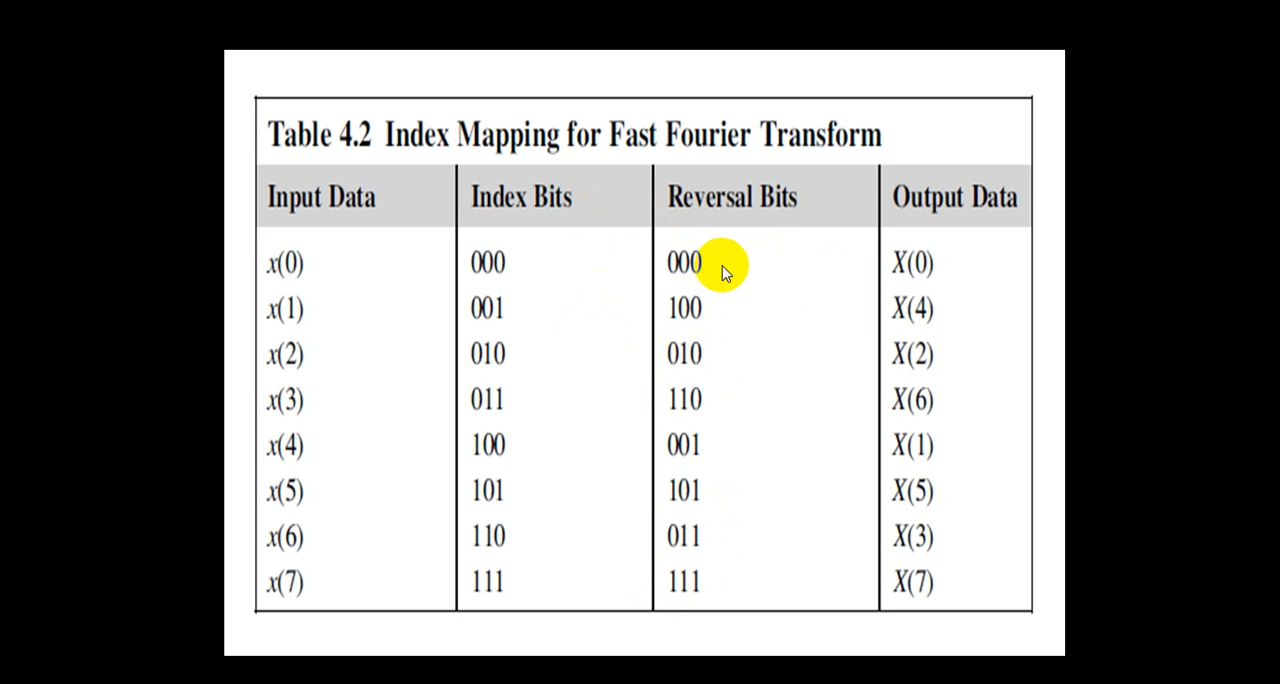 Table 4.2 Index Mapping for Fast Fourier Transform
Input Data Index Bits Reversal Bits Output Data
x(0) 000 000 X(0)
x(1) 001 100 X(4)
x(2) 010 010 X(2)
x(3) 011 110 X(6)
x(4) 100 001 X(1)
x(5) 101 101 X(5)
x(6) 110 011 X(3)
x(7) 111 111 X(7)